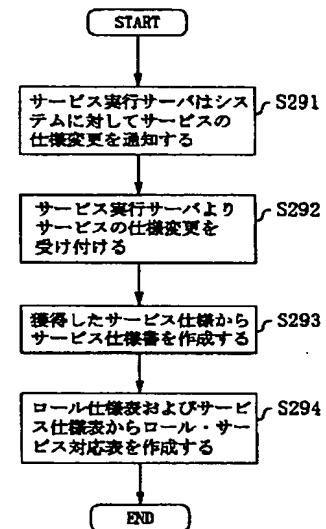 START
サービス実行サーバはシス
テムに対してサービスの
仕様変更を通知する
S291
サービス実行サーバより
サービスの仕様変更を
受け付ける
S292
獲得したサービス仕様から
サービス仕様書を作成する
S293
ロール仕様表およびサービ
ス仕様表からロール・サー
ビス対応表を作成する
S294
END